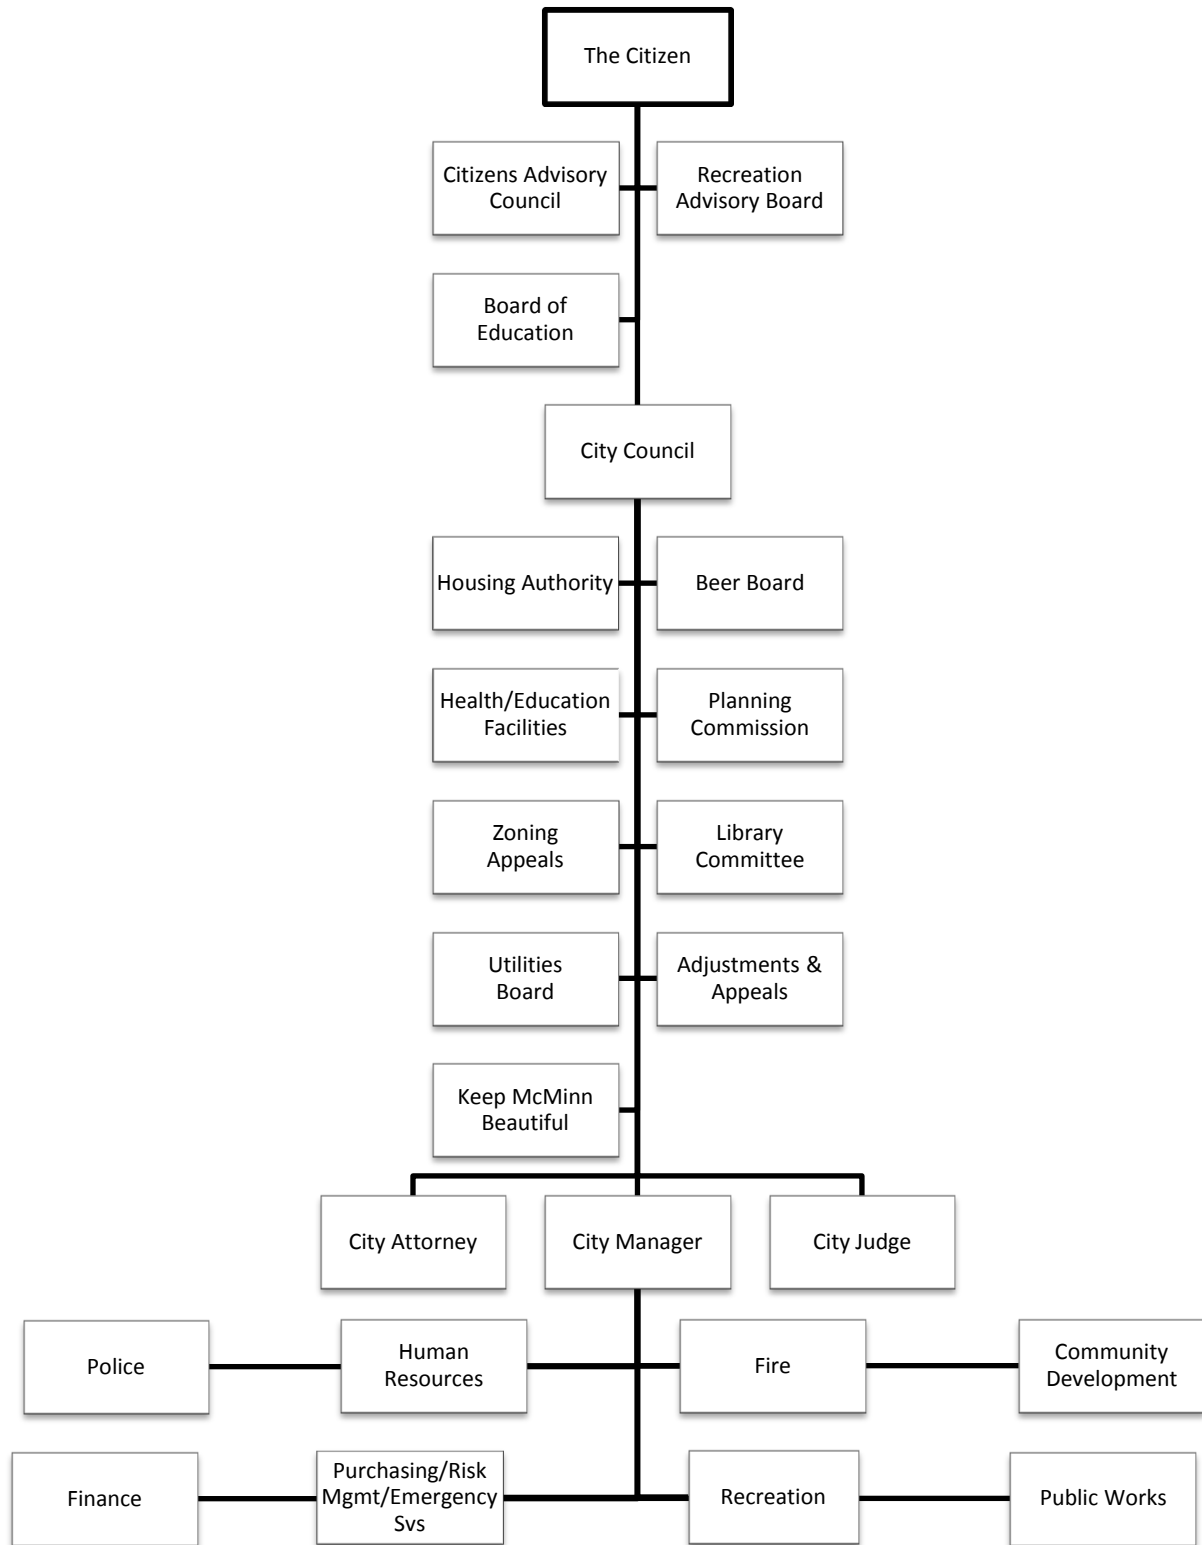 The Citizen
Citizens Advisory
Council
Recreation
Advisory Board
Board of
Education
City Council
Housing Authority
Beer Board
Health/Education
Facilities
Planning
Commission
Zoning
Appeals
Library
Committee
Utilities
Board
Adjustments &
Appeals
Keep McMinn
Beautiful
City Attorney
City Manager
City Judge
Police
Human
Resources
Fire
Community
Development
Finance
Purchasing/Risk
Mgmt/Emergency
Svs
Recreation
Public Works